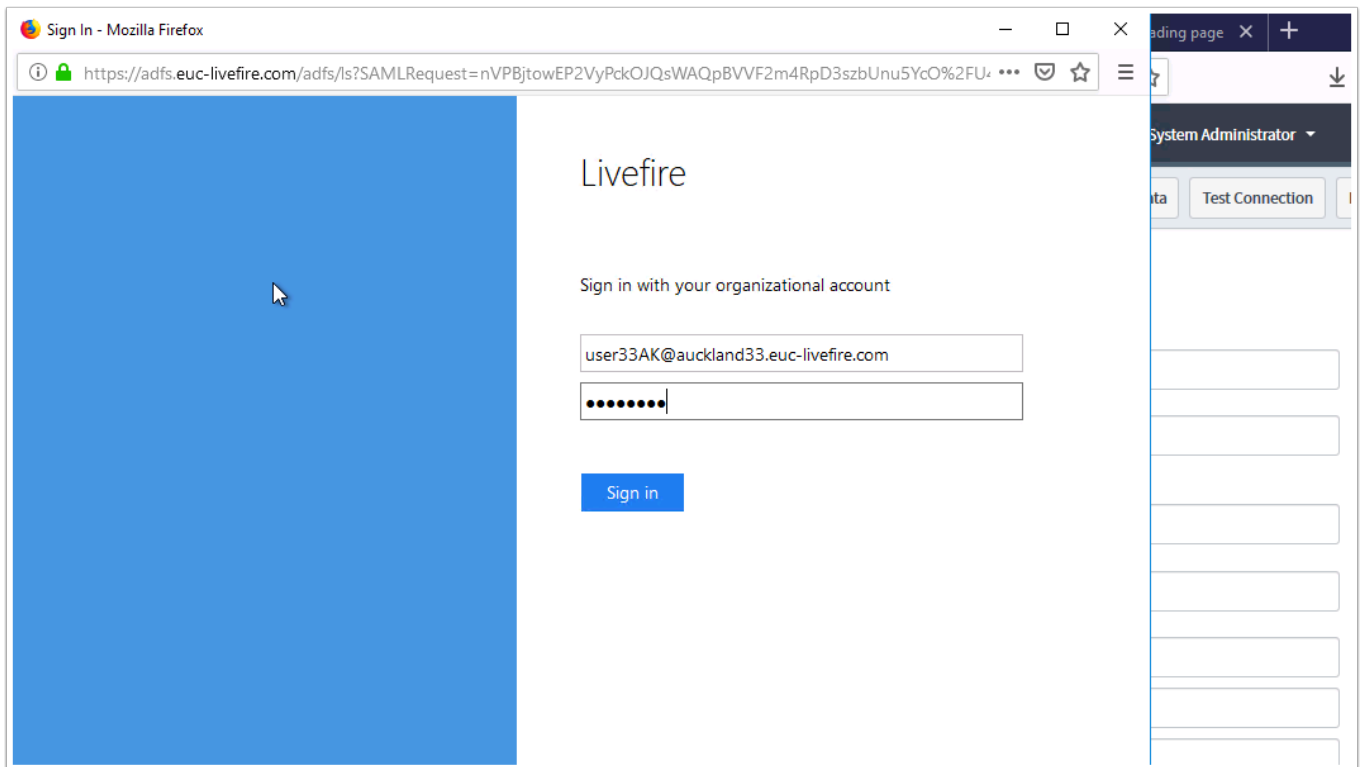 Sign In - Mozilla Firefox
ading page
https://adfs.euc-livefire.com/adfs/ls?SAMLRequest=nVPBjtowEP2VyPckOJQsWAQpBVVF2m4RpD3szbUnu5YcO%2FU
System Administrator
Livefire
ata
Test Connection
Sign in with your organizational account
user33AK@auckland33.euc-livefire.com
••••••••
Sign in